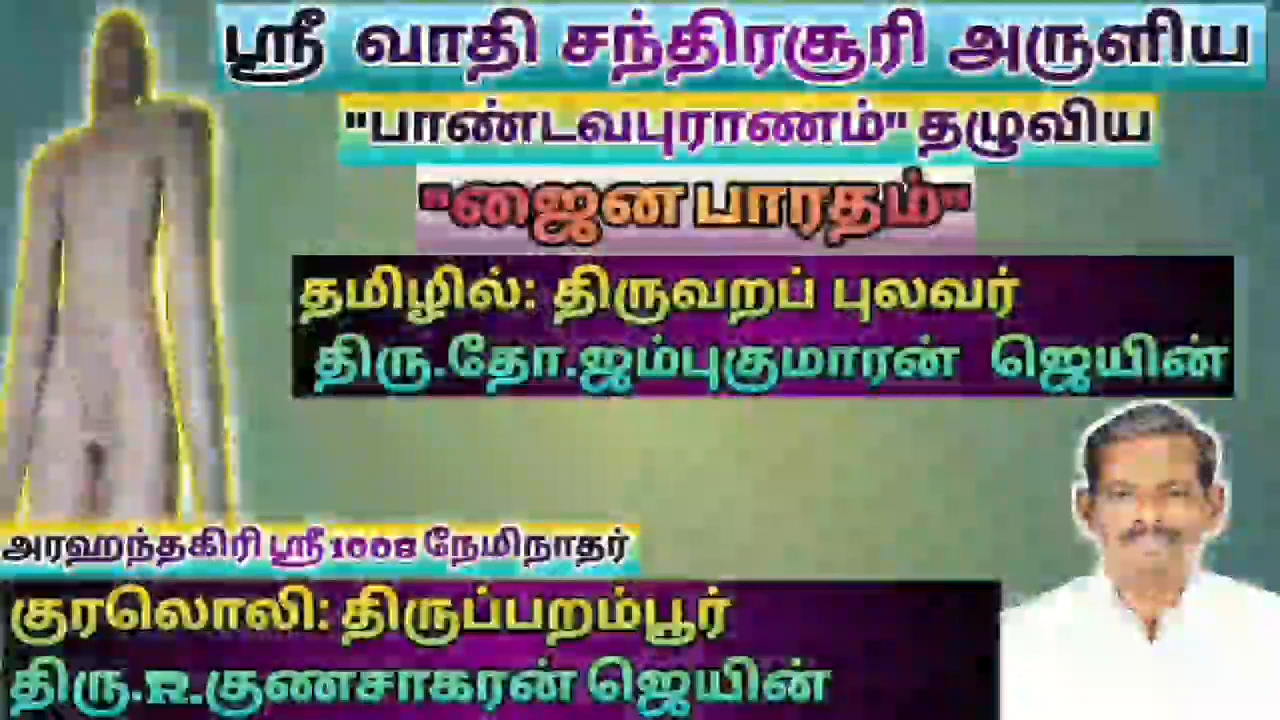 ஸ்ரீ வாதி சந்திரசூரி அருளிய
"பாண்டவபுராணம்" தழுவிய
"ஜைன பாரதம்"
தமிழில்: திருவறப் புலவர்
திரு.தோ.ஜம்புகுமாரன் ஜெயின்
அரஹந்தகிரி ஸ்ரீ 1008 நேமிநாதர்
குரலொலி: திருப்பறம்பூர்
திரு.R.குணசாகரன் ஜெயின்